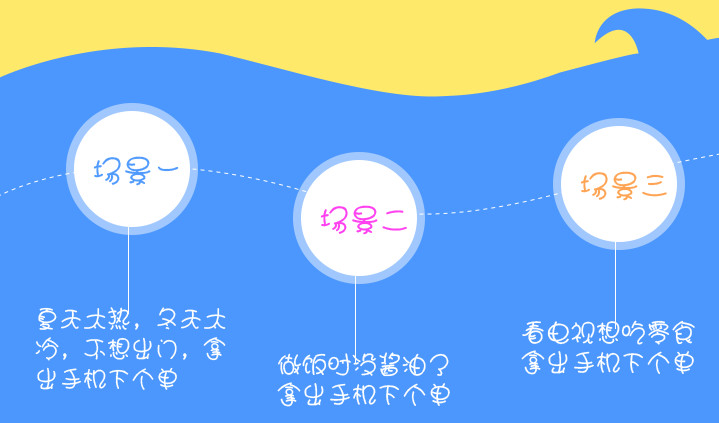 场景一
夏天太热，冬天太
冷，不想出门，拿
出手机下个单
场景二
做饭时没酱油了
拿出手机下个单
场景三
看电视想吃零食
拿出手机下个单